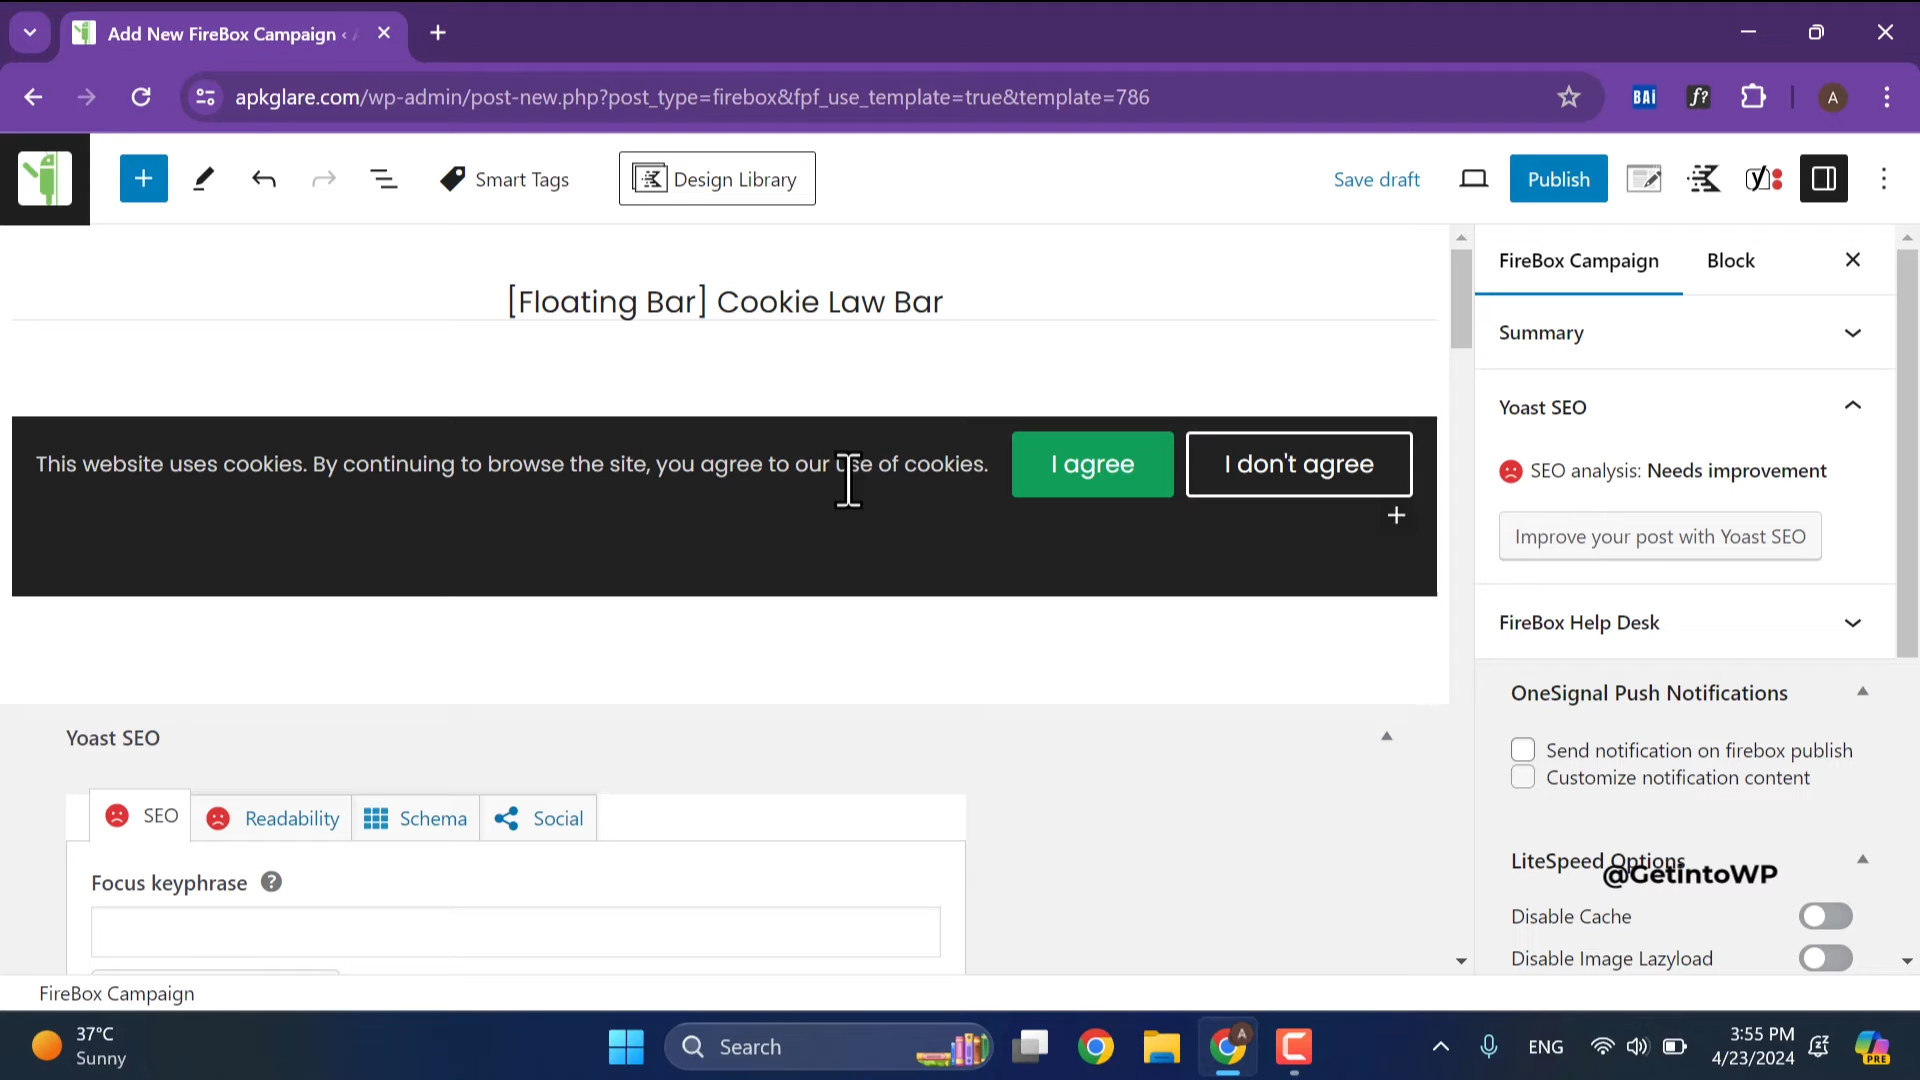 Add New FireBox Campaign ‹
apkglare.com/wp-admin/post-new.php?post_type=firebox&fpf_use_template=true&template=786
BAi
f?
A
Smart Tags
Design Library
Save draft
Publish
[Floating Bar] Cookie Law Bar
This website uses cookies. By continuing to browse the site, you agree to our use of cookies.
I agree
I don't agree
FireBox Campaign
Block
Summary
Yoast SEO
SEO analysis: Needs improvement
Improve your post with Yoast SEO
FireBox Help Desk
OneSignal Push Notifications
Send notification on firebox publish
Customize notification content
LiteSpeed Options
@GetintoWP
Disable Cache
Disable Image Lazyload
Yoast SEO
SEO
Readability
Schema
Social
Focus keyphrase
FireBox Campaign
37°C
Sunny
Search
A
ENG
3:55 PM
4/23/2024
PRE